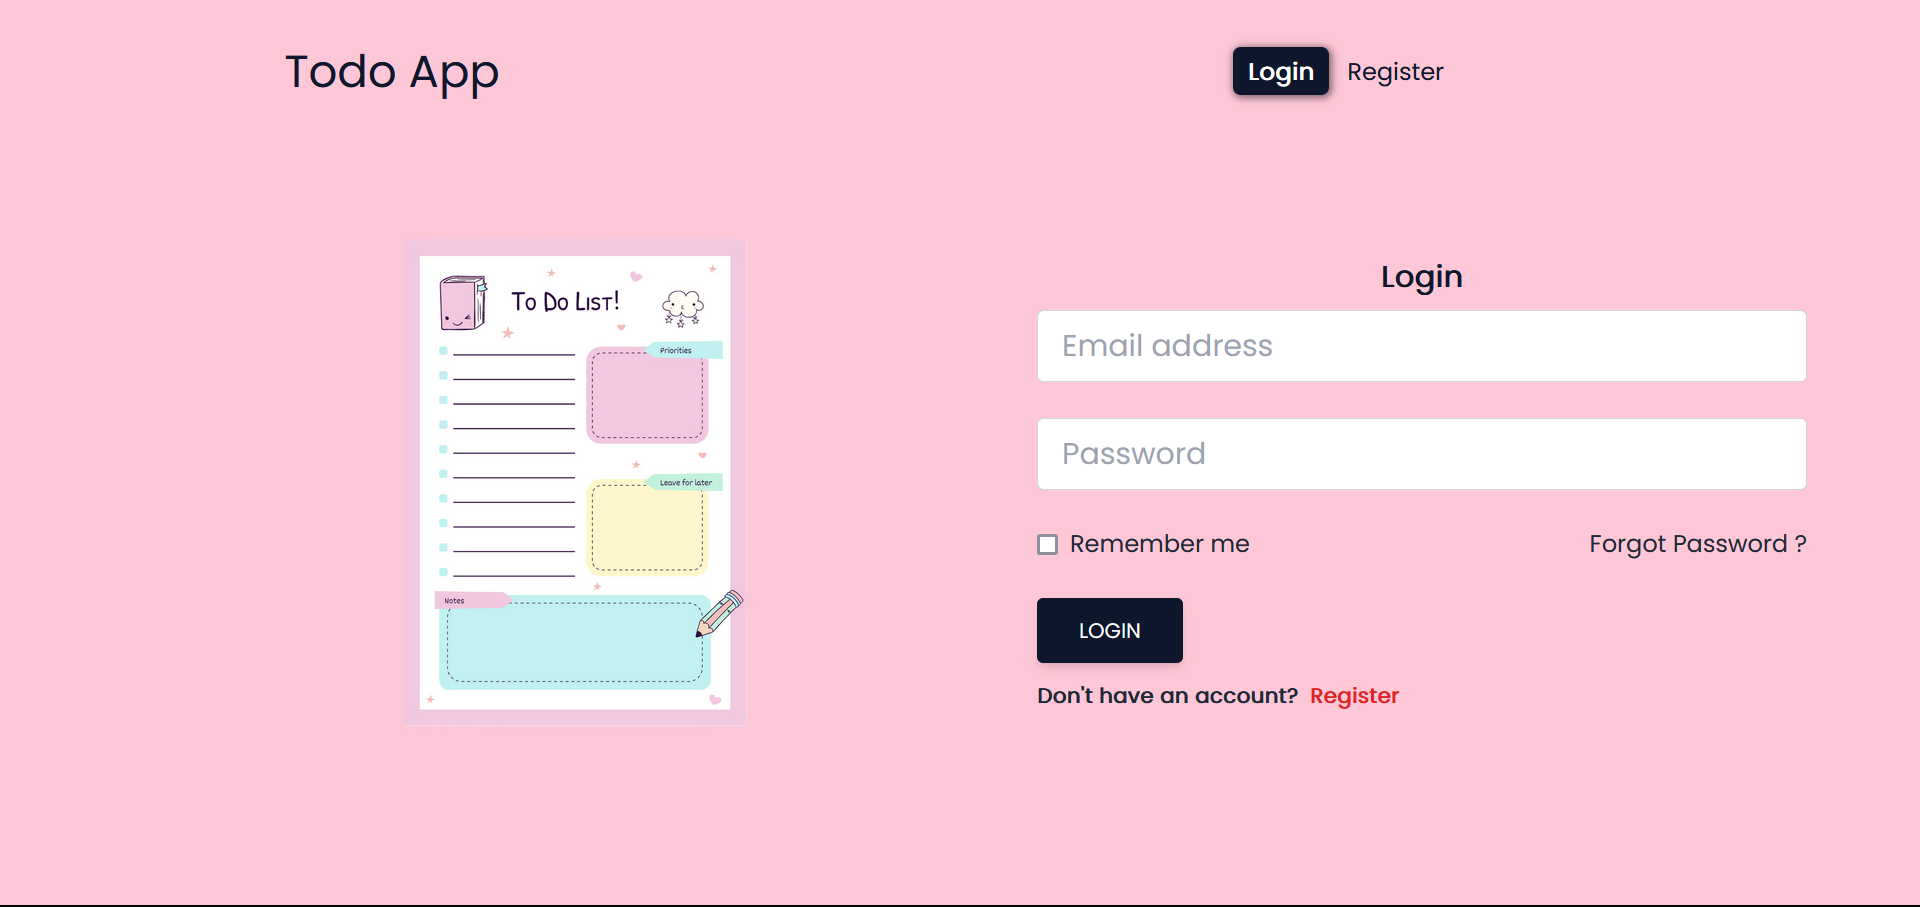 Todo App
Login Register
To Do List!
Priorities
Leave for later
Notes
Login
Email address
Password
Remember me Forgot Password ?
LOGIN
Don't have an account? Register